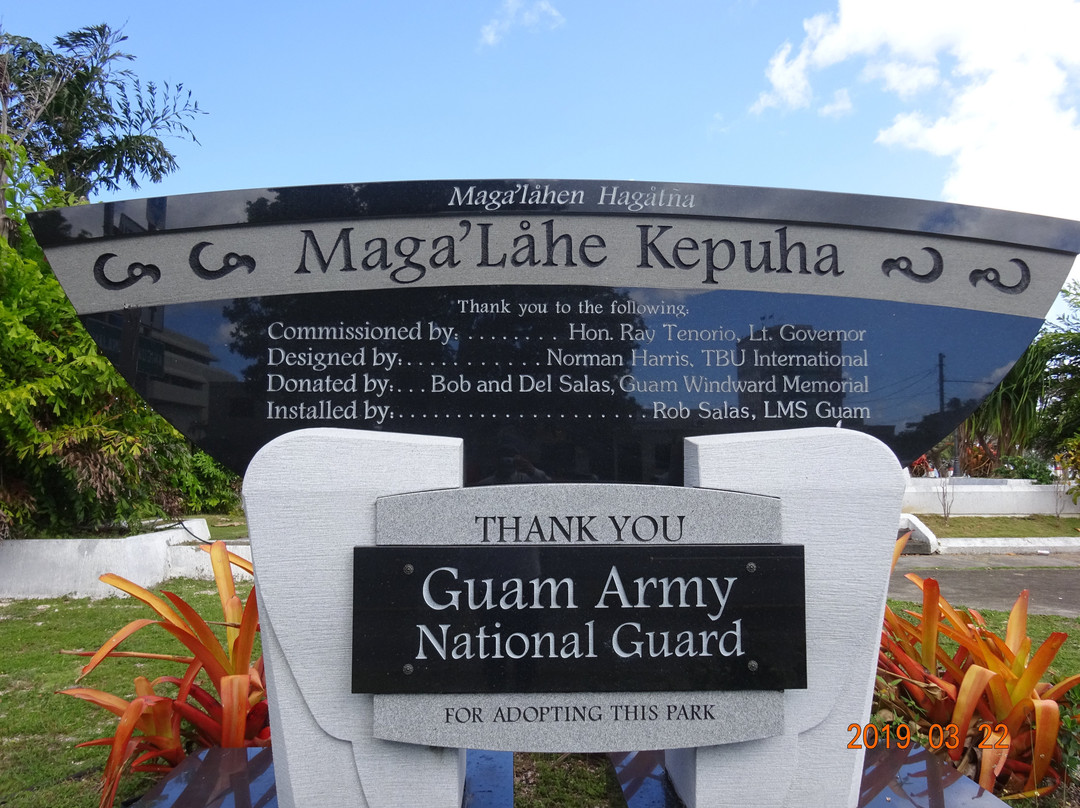 Maga'låhen Hagåtña
Maga'Låhe Kepuha
Thank you to the following:
Commissioned by: . . . . . . . . Hon. Ray Tenorio, Lt. Governor
Designed by: . . . . . . . . . . . . Norman Harris, TBU International
Donated by: . . . Bob and Del Salas, Guam Windward Memorial
Installed by: . . . . . . . . . . . . . . . . . . . . . Rob Salas, LMS Guam
THANK YOU
Guam Army
National Guard
FOR ADOPTING THIS PARK
2019 03 22